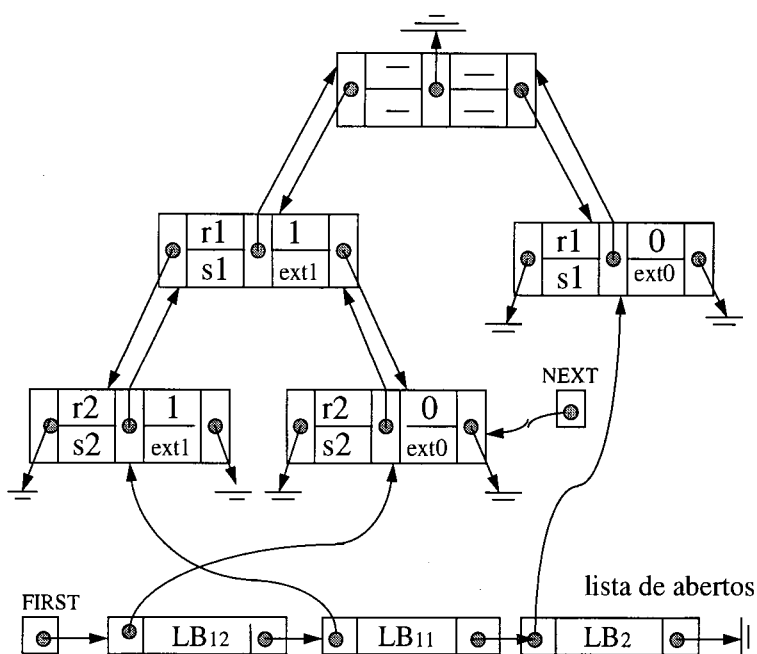 — —
— —
r1 1 r1 0
s1 ext1 s1 ext0
r2 1 r2 0 NEXT
s2 ext1 s2 ext0
lista de abertos
FIRST
LB12 LB11 LB2